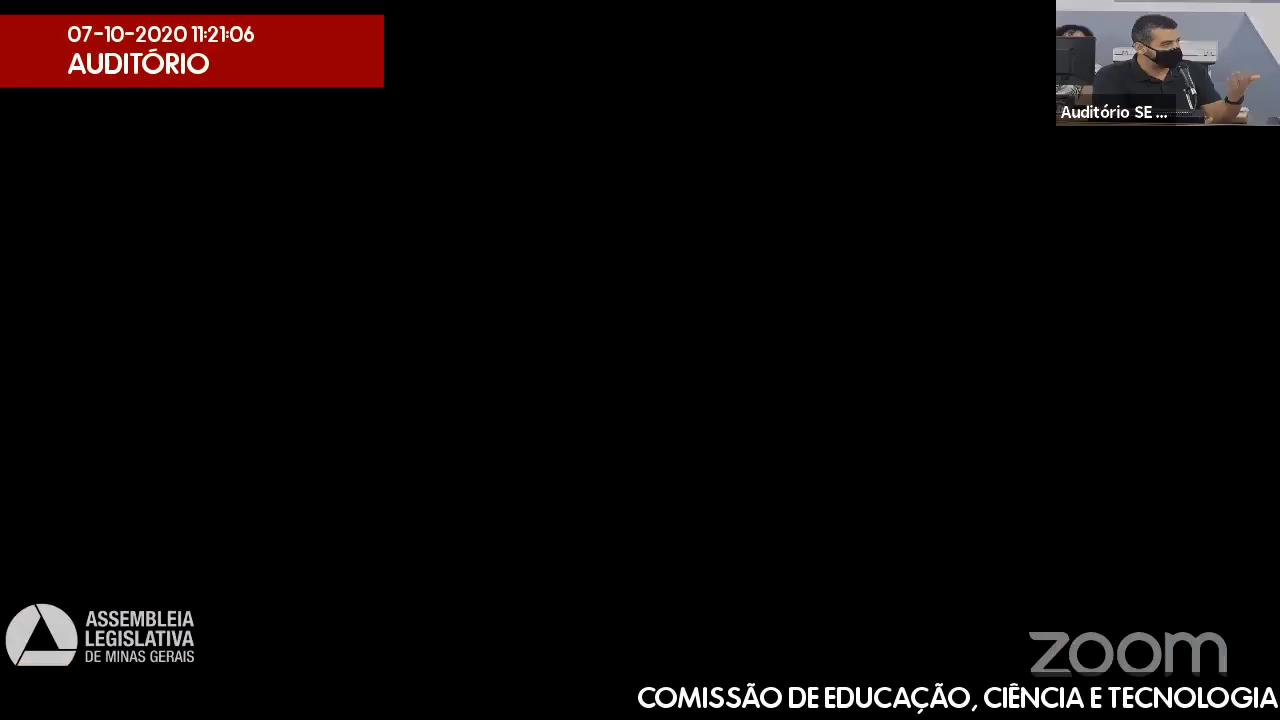 07-10-2020 11:21:06
AUDITÓRIO
Auditório SE ...
ASSEMBLEIA
LEGISLATIVA
DE MINAS GERAIS
zoom
COMISSÃO DE EDUCAÇÃO, CIÊNCIA E TECNOLOGIA